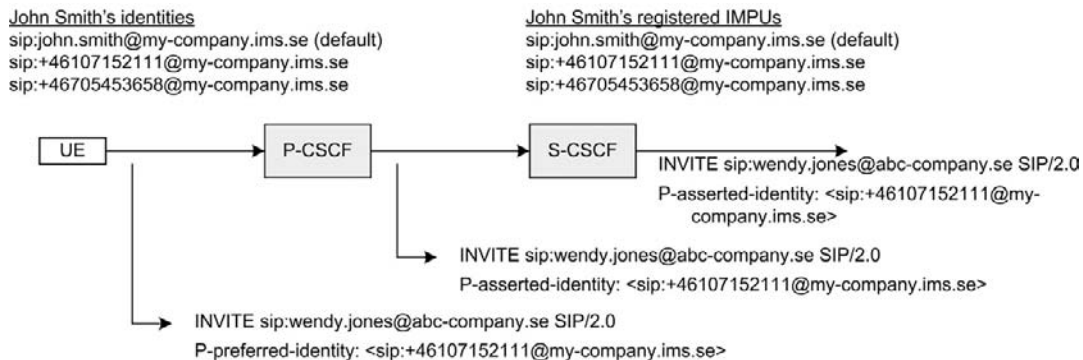 John Smith's identities
sip:john.smith@my-company.ims.se (default)
sip:+46107152111@my-company.ims.se
sip:+46705453658@my-company.ims.se
John Smith's registered IMPUs
sip:john.smith@my-company.ims.se (default)
sip:+46107152111@my-company.ims.se
sip:+46705453658@my-company.ims.se
UE
P-CSCF
S-CSCF
INVITE sip:wendy.jones@abc-company.se SIP/2.0
P-asserted-identity: <sip:+46107152111@my-
company.ims.se>
INVITE sip:wendy.jones@abc-company.se SIP/2.0
P-asserted-identity: <sip:+46107152111@my-company.ims.se>
INVITE sip:wendy.jones@abc-company.se SIP/2.0
P-preferred-identity: <sip:+46107152111@my-company.ims.se>